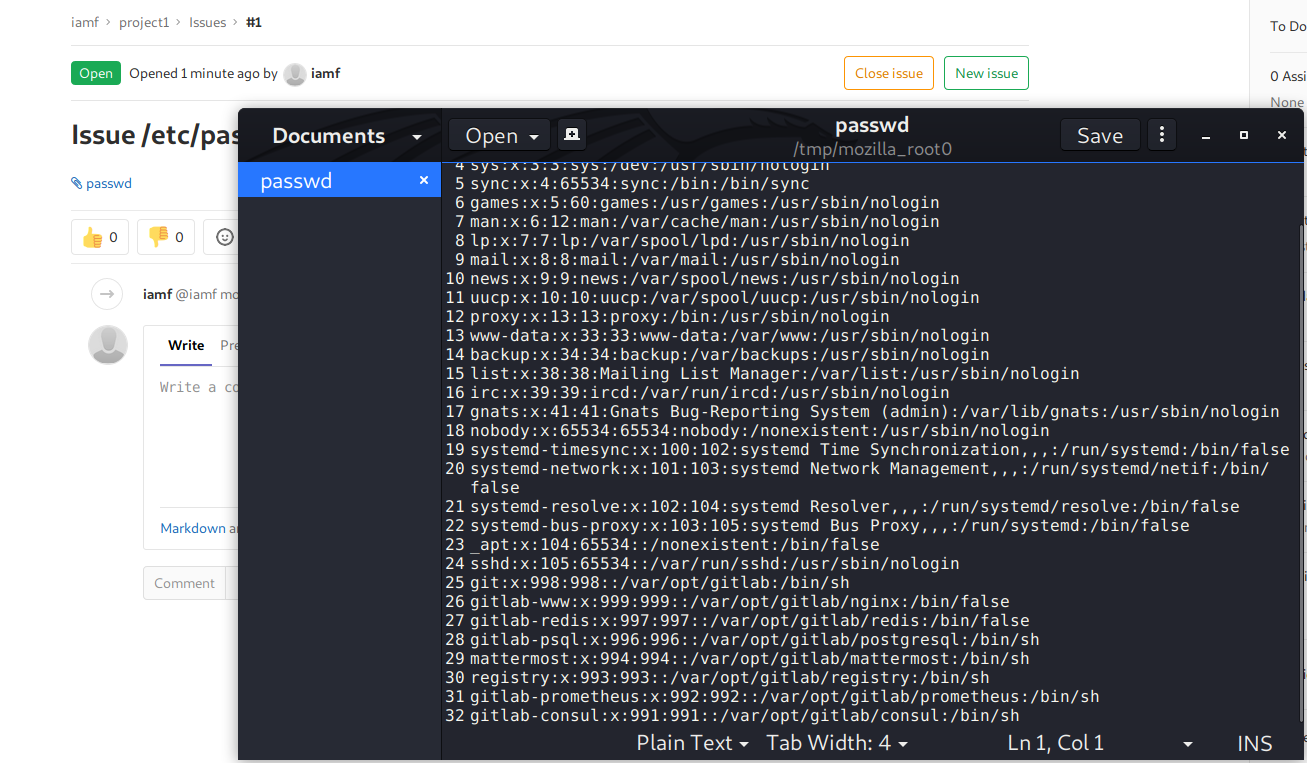 iamf › project1 › Issues › #1
To Do
Open Opened 1 minute ago by iamf Close issue New issue
0 Assi
None
Issue /etc/pas
passwd
0 0
iamf @iamf mo
Write Pre
Write a co
Markdown an
Comment
Documents Open passwd Save
/tmp/mozilla_root0
passwd
4 sys:x:3:3:sys:/dev:/usr/sbin/nologin
5 sync:x:4:65534:sync:/bin:/bin/sync
6 games:x:5:60:games:/usr/games:/usr/sbin/nologin
7 man:x:6:12:man:/var/cache/man:/usr/sbin/nologin
8 lp:x:7:7:lp:/var/spool/lpd:/usr/sbin/nologin
9 mail:x:8:8:mail:/var/mail:/usr/sbin/nologin
10 news:x:9:9:news:/var/spool/news:/usr/sbin/nologin
11 uucp:x:10:10:uucp:/var/spool/uucp:/usr/sbin/nologin
12 proxy:x:13:13:proxy:/bin:/usr/sbin/nologin
13 www-data:x:33:33:www-data:/var/www:/usr/sbin/nologin
14 backup:x:34:34:backup:/var/backups:/usr/sbin/nologin
15 list:x:38:38:Mailing List Manager:/var/list:/usr/sbin/nologin
16 irc:x:39:39:ircd:/var/run/ircd:/usr/sbin/nologin
17 gnats:x:41:41:Gnats Bug-Reporting System (admin):/var/lib/gnats:/usr/sbin/nologin
18 nobody:x:65534:65534:nobody:/nonexistent:/usr/sbin/nologin
19 systemd-timesync:x:100:102:systemd Time Synchronization,,,:/run/systemd:/bin/false
20 systemd-network:x:101:103:systemd Network Management,,,:/run/systemd/netif:/bin/
false
21 systemd-resolve:x:102:104:systemd Resolver,,,:/run/systemd/resolve:/bin/false
22 systemd-bus-proxy:x:103:105:systemd Bus Proxy,,,:/run/systemd:/bin/false
23 _apt:x:104:65534::/nonexistent:/bin/false
24 sshd:x:105:65534::/var/run/sshd:/usr/sbin/nologin
25 git:x:998:998::/var/opt/gitlab:/bin/sh
26 gitlab-www:x:999:999::/var/opt/gitlab/nginx:/bin/false
27 gitlab-redis:x:997:997::/var/opt/gitlab/redis:/bin/false
28 gitlab-psql:x:996:996::/var/opt/gitlab/postgresql:/bin/sh
29 mattermost:x:994:994::/var/opt/gitlab/mattermost:/bin/sh
30 registry:x:993:993::/var/opt/gitlab/registry:/bin/sh
31 gitlab-prometheus:x:992:992::/var/opt/gitlab/prometheus:/bin/sh
32 gitlab-consul:x:991:991::/var/opt/gitlab/consul:/bin/sh
Plain Text Tab Width: 4 Ln 1, Col 1 INS